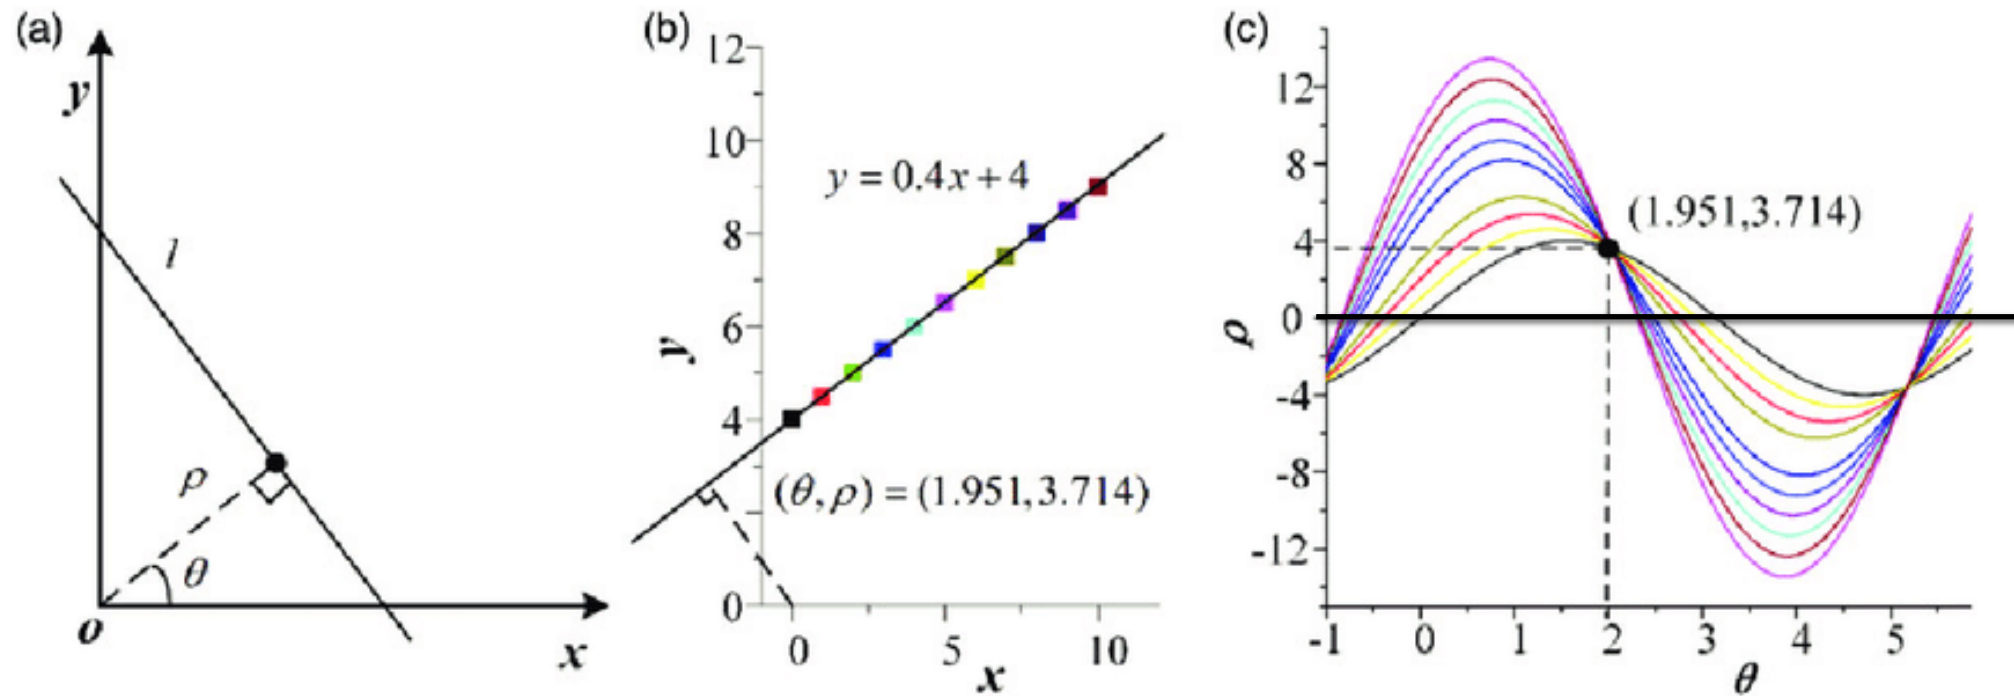 (a)
y
l
ρ
θ
o
x
(b)
12
10
8
6
4
0
y
y = 0.4x + 4
(θ, ρ) = (1.951, 3.714)
0 5 10
x
(c)
12
8
4
0
-4
-8
-12
ρ
(1.951, 3.714)
-1 0 1 2 3 4 5
θ